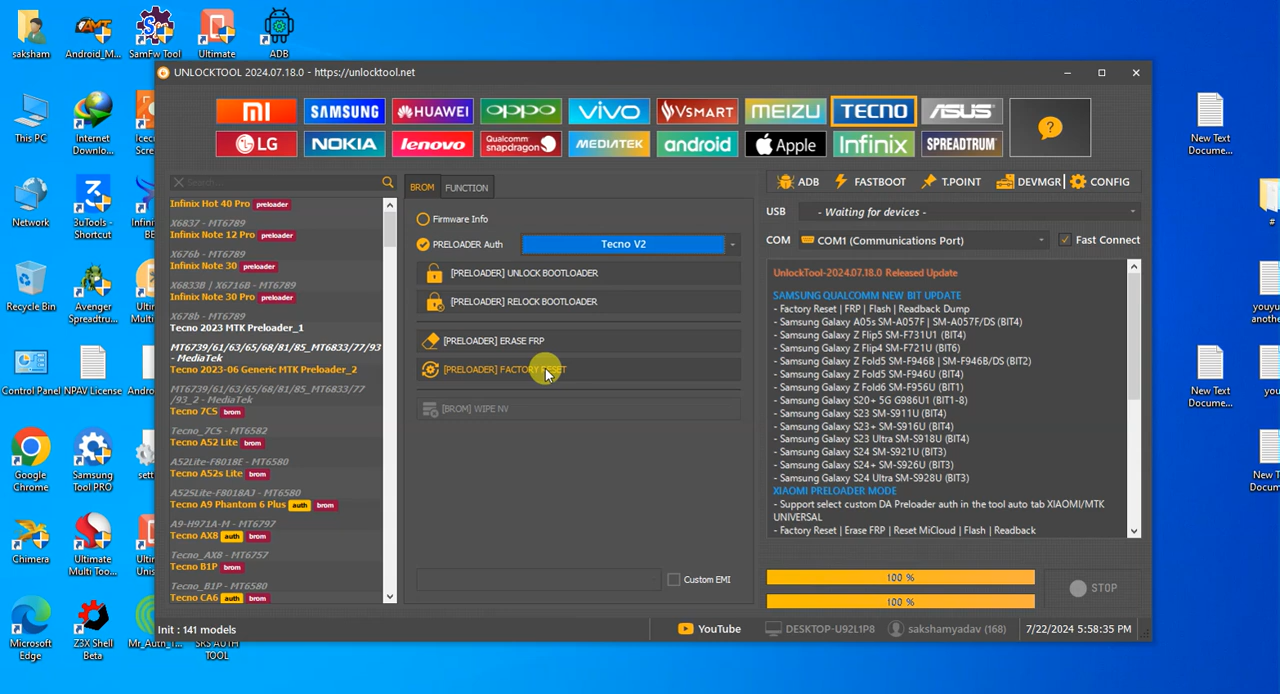 saksham
Android_M...
SamFw Tool
Ultimate
ADB
This PC
Internet
Downlo...
Network
3uTools -
Shortcut
Recycle Bin
Avenger
Spreadtru...
Control Panel
NPAV License
Google
Chrome
Samsung
Tool PRO
Chimera
Ultimate
Multi Too...
Microsoft
Edge
Z3X Shell
Beta
Mr_Auth_T...
SRS AUTH
TOOL
UNLOCKTOOL 2024.07.18.0 - https://unlocktool.net
MI
SAMSUNG
HUAWEI
oppo
vivo
VSMART
MEIZU
TECNO
ASUS
LG
NOKIA
lenovo
Qualcomm
snapdragon
MEDIATEK
android
Apple
Infinix
SPREADTRUM
?
Search...
Infinix Hot 40 Pro preloader
X6837 - MT6789
Infinix Note 12 Pro preloader
X676b - MT6789
Infinix Note 30 preloader
X6833B | X6716B - MT6789
Infinix Note 30 Pro preloader
X678b - MT6789
Tecno 2023 MTK Preloader_1
MT6739/61/63/65/68/81/85_MT6833/77/93
- MediaTek
Tecno 2023-06 Generic MTK Preloader_2
MT6739/61/63/65/68/81/85_MT6833/77
/93_2 - MediaTek
Tecno 7CS brom
Tecno_7CS - MT6582
Tecno A52 Lite brom
A52Lite-F8018E - MT6580
Tecno A52s Lite brom
A52SLite-F8018AJ - MT6580
Tecno A9 Phantom 6 Plus auth brom
A9-H971A-M - MT6797
Tecno AX8 auth brom
Tecno_AX8 - MT6757
Tecno B1P brom
Tecno_B1P - MT6580
Tecno CA6 auth brom
Init : 141 models
BROM
FUNCTION
Firmware Info
PRELOADER Auth
Tecno V2
[PRELOADER] UNLOCK BOOTLOADER
[PRELOADER] RELOCK BOOTLOADER
[PRELOADER] ERASE FRP
[PRELOADER] FACTORY RESET
[BROM] WIPE NV
Custom EMI
ADB
FASTBOOT
T.POINT
DEVMGR
CONFIG
USB
- Waiting for devices -
COM
COM1 (Communications Port)
Fast Connect
UnlockTool-2024.07.18.0 Released Update
SAMSUNG QUALCOMM NEW BIT UPDATE
- Factory Reset | FRP | Flash | Readback Dump
- Samsung Galaxy A05s SM-A057F | SM-A057F/DS (BIT4)
- Samsung Galaxy Z Flip5 SM-F731U1 (BIT4)
- Samsung Galaxy Z Flip4 SM-F721U (BIT6)
- Samsung Galaxy Z Fold5 SM-F946B | SM-F946B/DS (BIT2)
- Samsung Galaxy Z Fold5 SM-F946U (BIT4)
- Samsung Galaxy Z Fold6 SM-F956U (BIT1)
- Samsung Galaxy S20+ 5G G986U1 (BIT1-8)
- Samsung Galaxy S23 SM-S911U (BIT4)
- Samsung Galaxy S23+ SM-S916U (BIT4)
- Samsung Galaxy S23 Ultra SM-S918U (BIT4)
- Samsung Galaxy S24 SM-S921U (BIT3)
- Samsung Galaxy S24+ SM-S926U (BIT3)
- Samsung Galaxy S24 Ultra SM-S928U (BIT3)
XIAOMI PRELOADER MODE
- Support select custom DA Preloader auth in the tool auto tab XIAOMI/MTK
UNIVERSAL
- Factory Reset | Erase FRP | Reset MiCloud | Flash | Readback
100 %
100 %
STOP
YouTube
DESKTOP-U92L1P8
sakshamyadav (168)
7/22/2024 5:58:35 PM
New Text
Docume...
#
New Text
Docume...